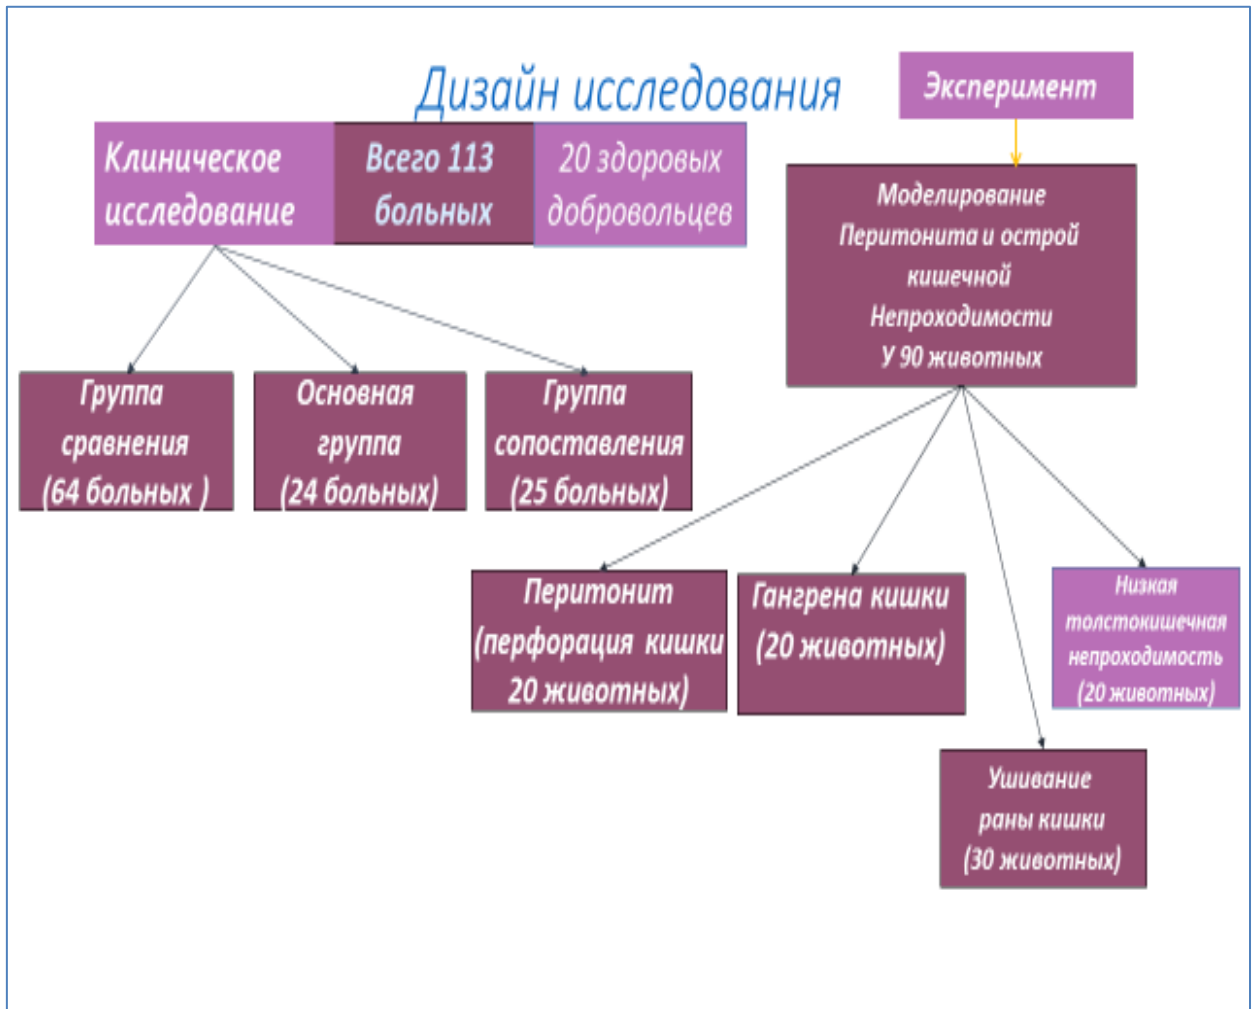 Дизайн исследования
Клиническое
исследование
Всего 113
больных
20 здоровых
добровольцев
Группа
сравнения
(64 больных )
Основная
группа
(24 больных)
Группа
сопоставления
(25 больных)
Эксперимент
Моделирование
Перитонита и острой
кишечной
Непроходимости
У 90 животных
Перитонит
(перфорация кишки
20 животных)
Гангрена кишки
(20 животных)
Низкая
толстокишечная
непроходимость
(20 животных)
Ушивание
раны кишки
(30 животных)